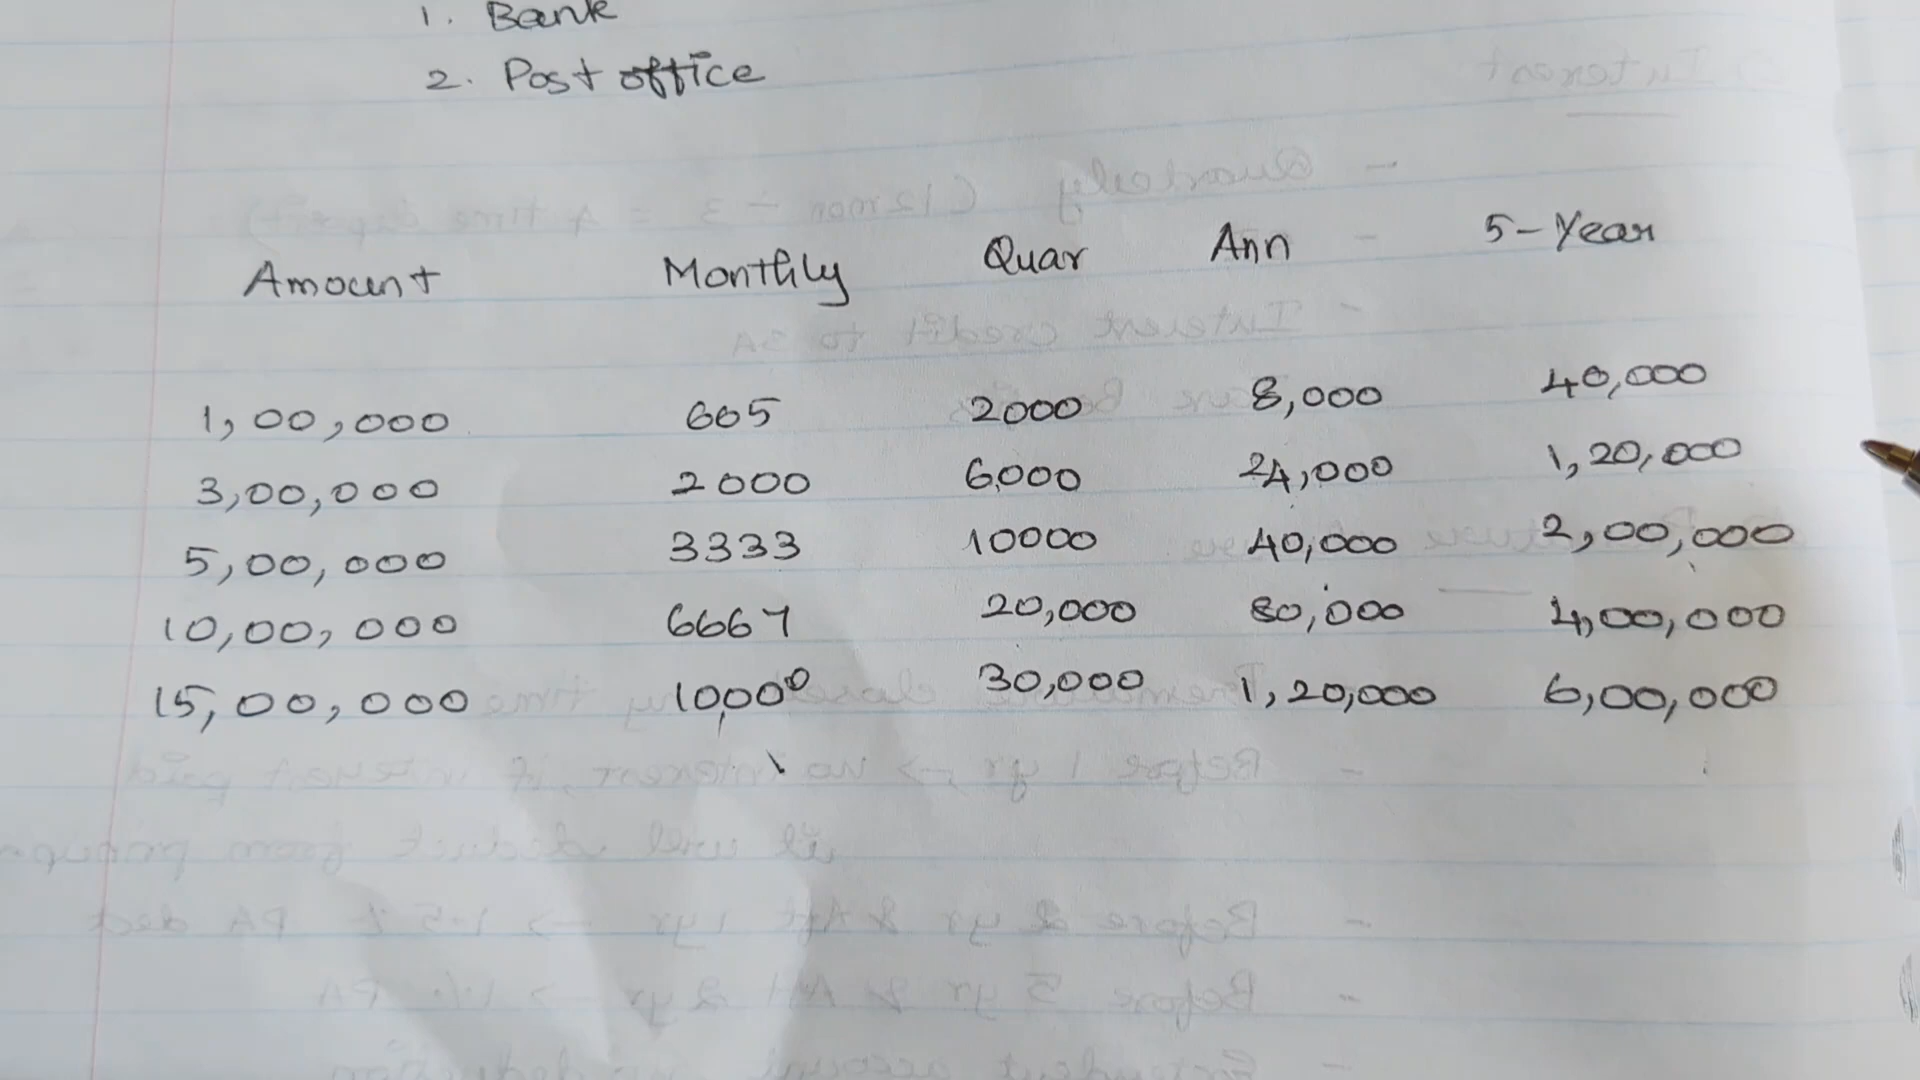 1. Bank
2. Post office
Amount Monthly Quar Ann 5-Year
1,00,000 665 2000 8,000 40,000
3,00,000 2000 6,000 24,000 1,20,000
5,00,000 3333 10000 40,000 2,00,000
10,00,000 6667 20,000 80,000 4,00,000
15,00,000 10,000 30,000 1,20,000 6,00,000